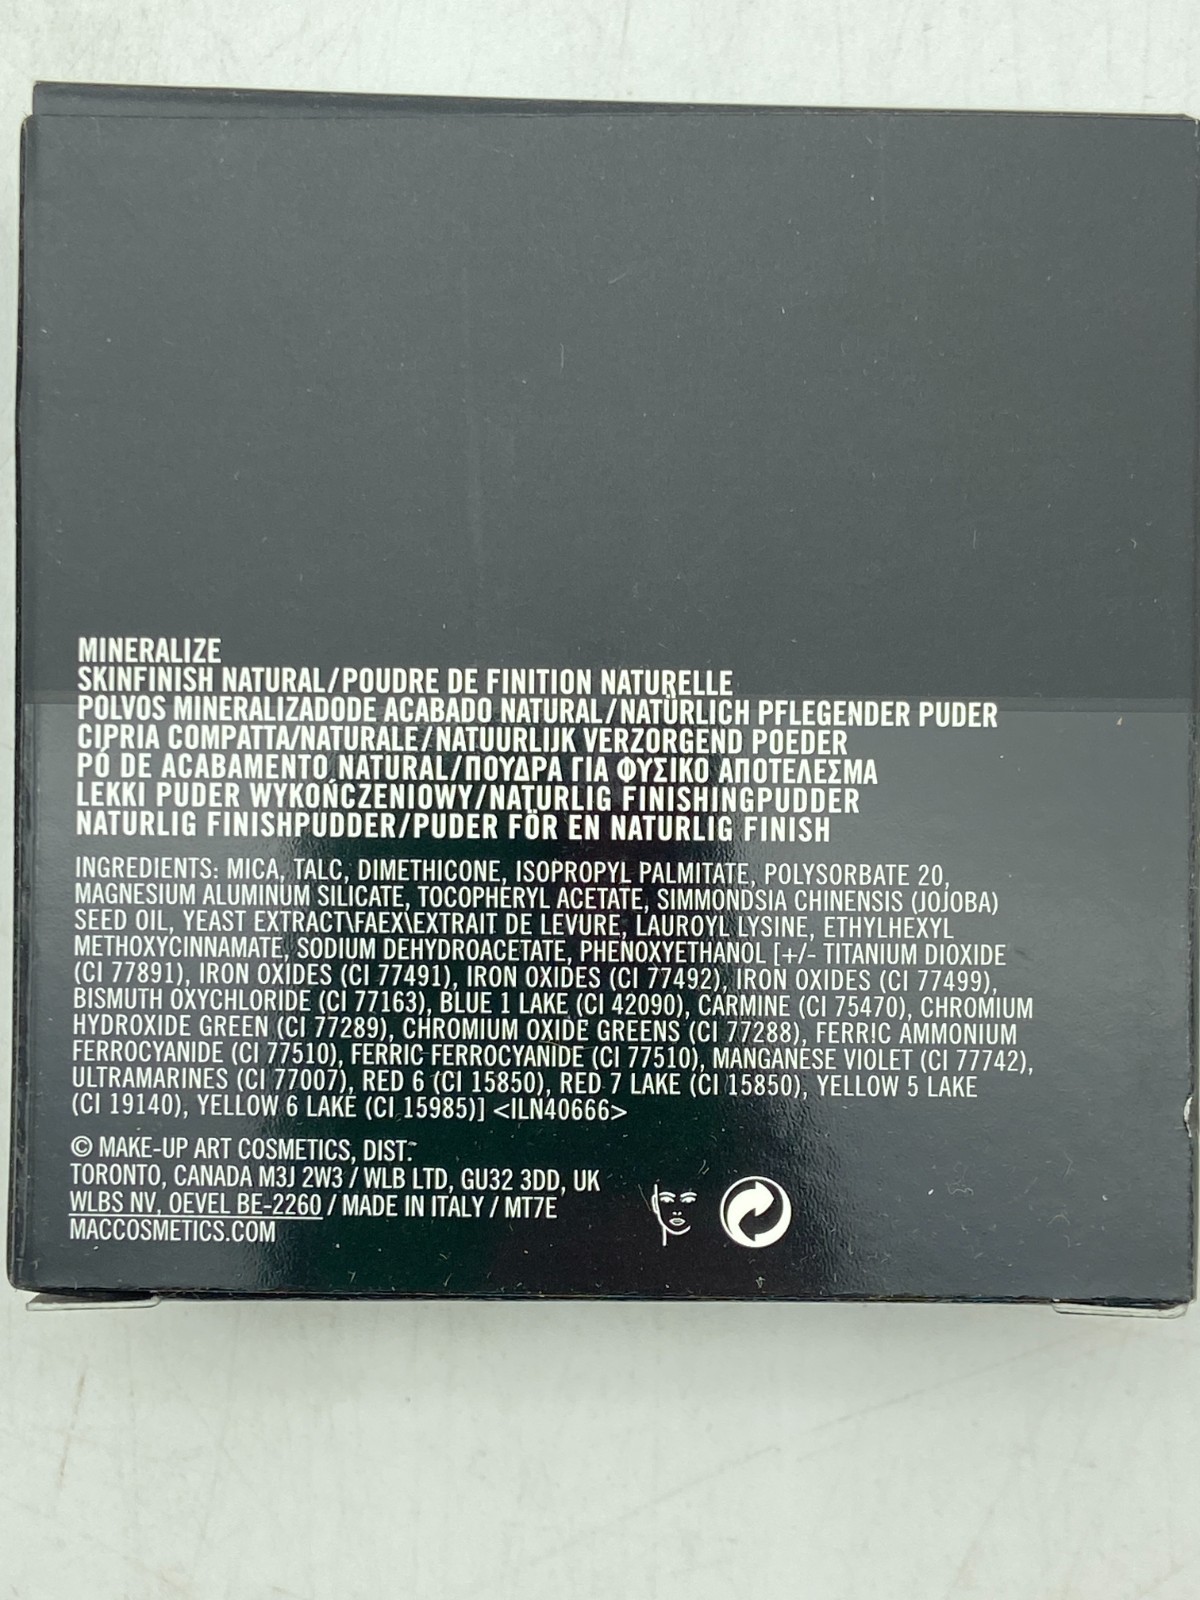 MINERALIZE
SKINFINISH NATURAL/POUDRE DE FINITION NATURELLE
POLVOS MINERALIZADODE ACABADO NATURAL/NATÜRLICH PFLEGENDER PUDER
CIPRIA COMPATTA/NATURALE/NATUURLIJK VERZORGEND POEDER
PÓ DE ACABAMENTO NATURAL/ΠΟΥΔΡΑ ΓΙΑ ΦΥΣΙΚΟ ΑΠΟΤΕΛΕΣΜΑ
LEKKI PUDER WYKOŃCZENIOWY/NATURLIG FINISHINGPUDDER
NATURLIG FINISHPUDDER/PUDER FÖR EN NATURLIG FINISH
INGREDIENTS: MICA, TALC, DIMETHICONE, ISOPROPYL PALMITATE, POLYSORBATE 20,
MAGNESIUM ALUMINUM SILICATE, TOCOPHERYL ACETATE, SIMMONDSIA CHINENSIS (JOJOBA)
SEED OIL, YEAST EXTRACT\FAEX\EXTRAIT DE LEVURE, LAUROYL LYSINE, ETHYLHEXYL
METHOXYCINNAMATE, SODIUM DEHYDROACETATE, PHENOXYETHANOL [+/- TITANIUM DIOXIDE
(CI 77891), IRON OXIDES (CI 77491), IRON OXIDES (CI 77492), IRON OXIDES (CI 77499),
BISMUTH OXYCHLORIDE (CI 77163), BLUE 1 LAKE (CI 42090), CARMINE (CI 75470), CHROMIUM
HYDROXIDE GREEN (CI 77289), CHROMIUM OXIDE GREENS (CI 77288), FERRIC AMMONIUM
FERROCYANIDE (CI 77510), FERRIC FERROCYANIDE (CI 77510), MANGANESE VIOLET (CI 77742),
ULTRAMARINES (CI 77007), RED 6 (CI 15850), RED 7 LAKE (CI 15850), YELLOW 5 LAKE
(CI 19140), YELLOW 6 LAKE (CI 15985)] <ILN40666>
© MAKE-UP ART COSMETICS, DIST.
TORONTO, CANADA M3J 2W3 / WLB LTD, GU32 3DD, UK
WLBS NV, OEVEL BE-2260 / MADE IN ITALY / MT7E
MACCOSMETICS.COM